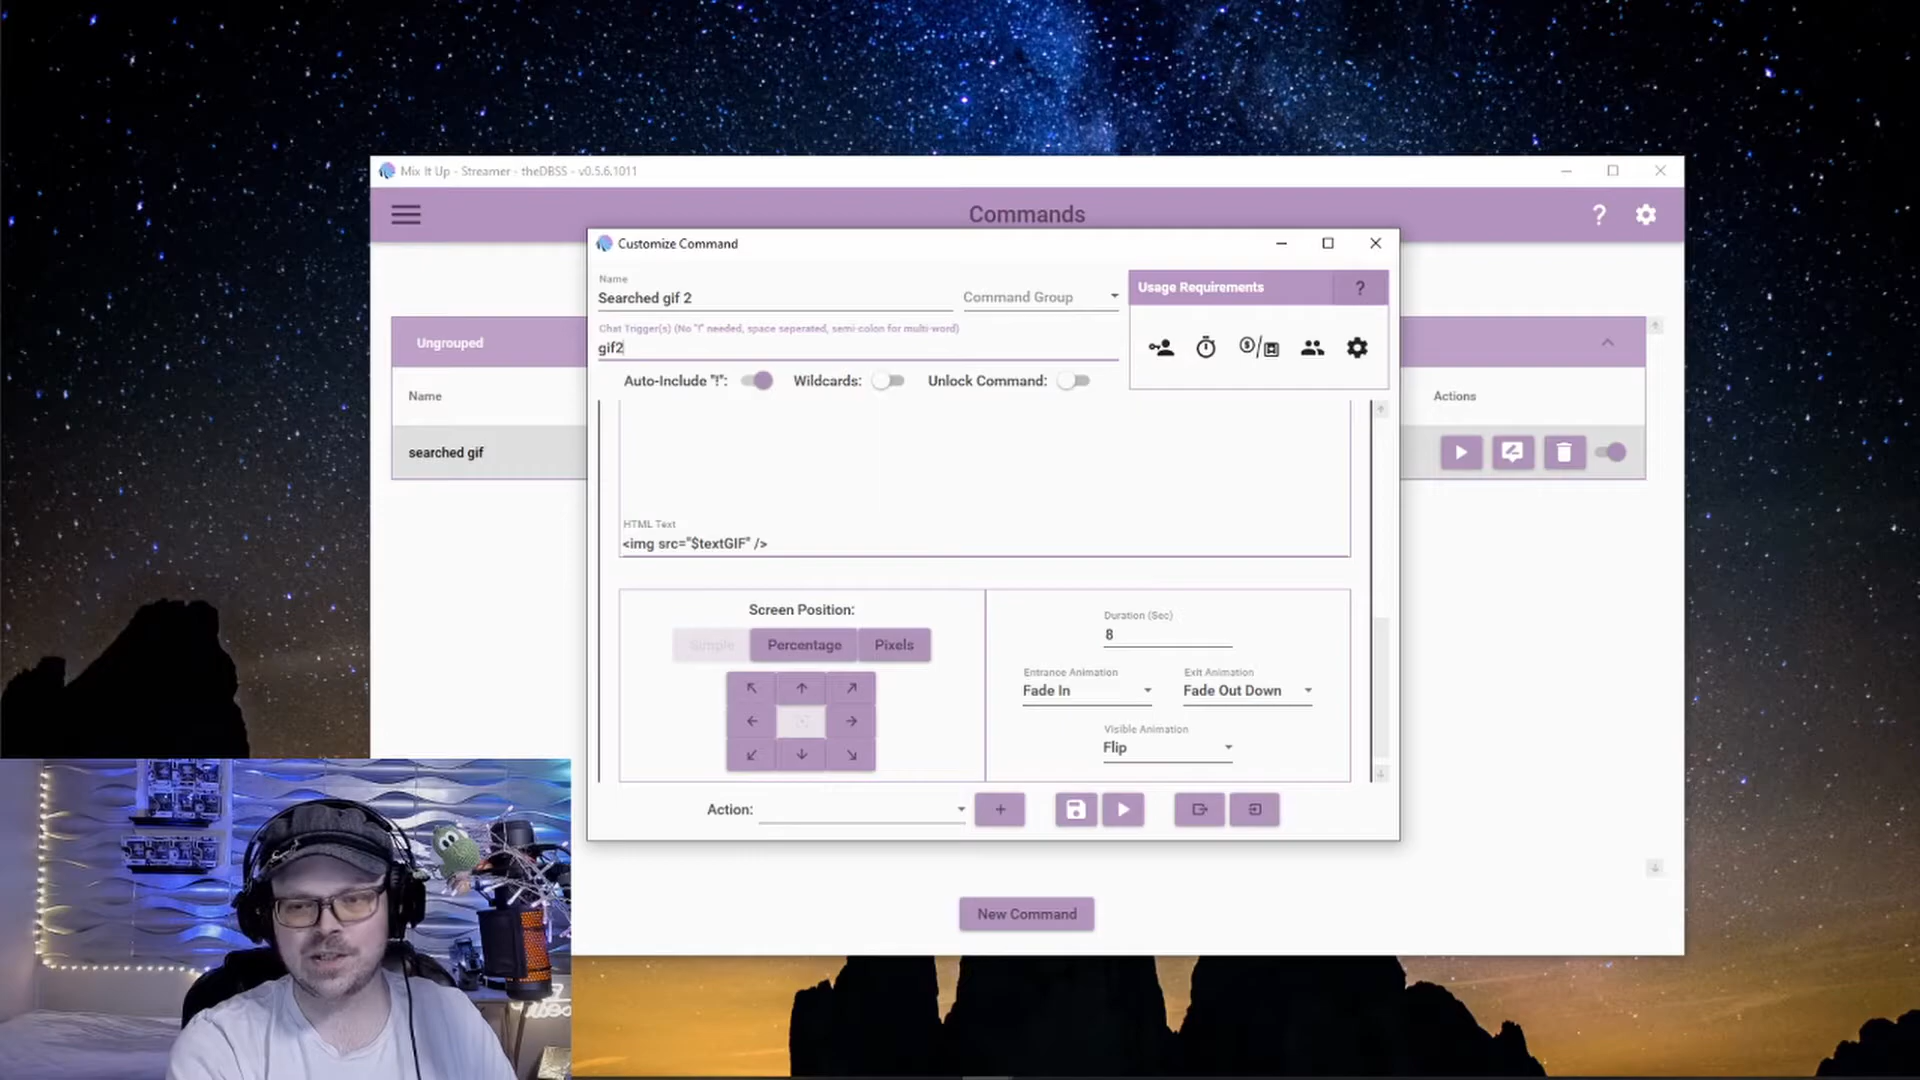 Mix It Up - Streamer - theDBSS - v0.5.6.1011
Commands
?
Customize Command
Name
Searched gif 2
Command Group
Usage Requirements
?
Chat Trigger(s) (No "!" needed, space seperated, semi-colon for multi-word)
gif2
Auto-Include "!":
Wildcards:
Unlock Command:
Ungrouped
Name
Actions
searched gif
HTML Text
<img src="$textGIF" />
Screen Position:
Simple
Percentage
Pixels
Duration (Sec)
8
Entrance Animation
Fade In
Exit Animation
Fade Out Down
Visible Animation
Flip
Action:
+
New Command